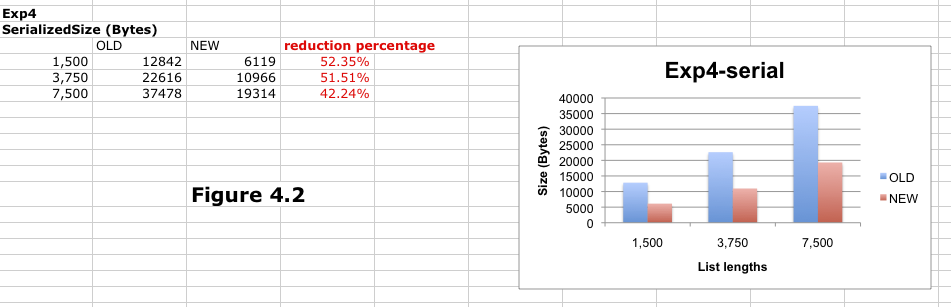 Exp4
SerializedSize (Bytes)
OLD NEW reduction percentage
1,500 12842 6119 52.35%
3,750 22616 10966 51.51%
7,500 37478 19314 42.24%
Figure 4.2
Exp4-serial
Size (Bytes)
40000
35000
30000
25000
20000
15000
10000
5000
0
1,500 3,750 7,500
List lengths
OLD
NEW